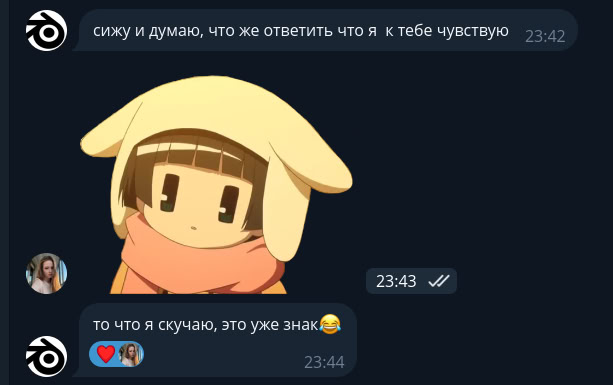 сижу и думаю, что же ответить что я к тебе чувствую 23:42
23:43
то что я скучаю, это уже знак😂
23:44